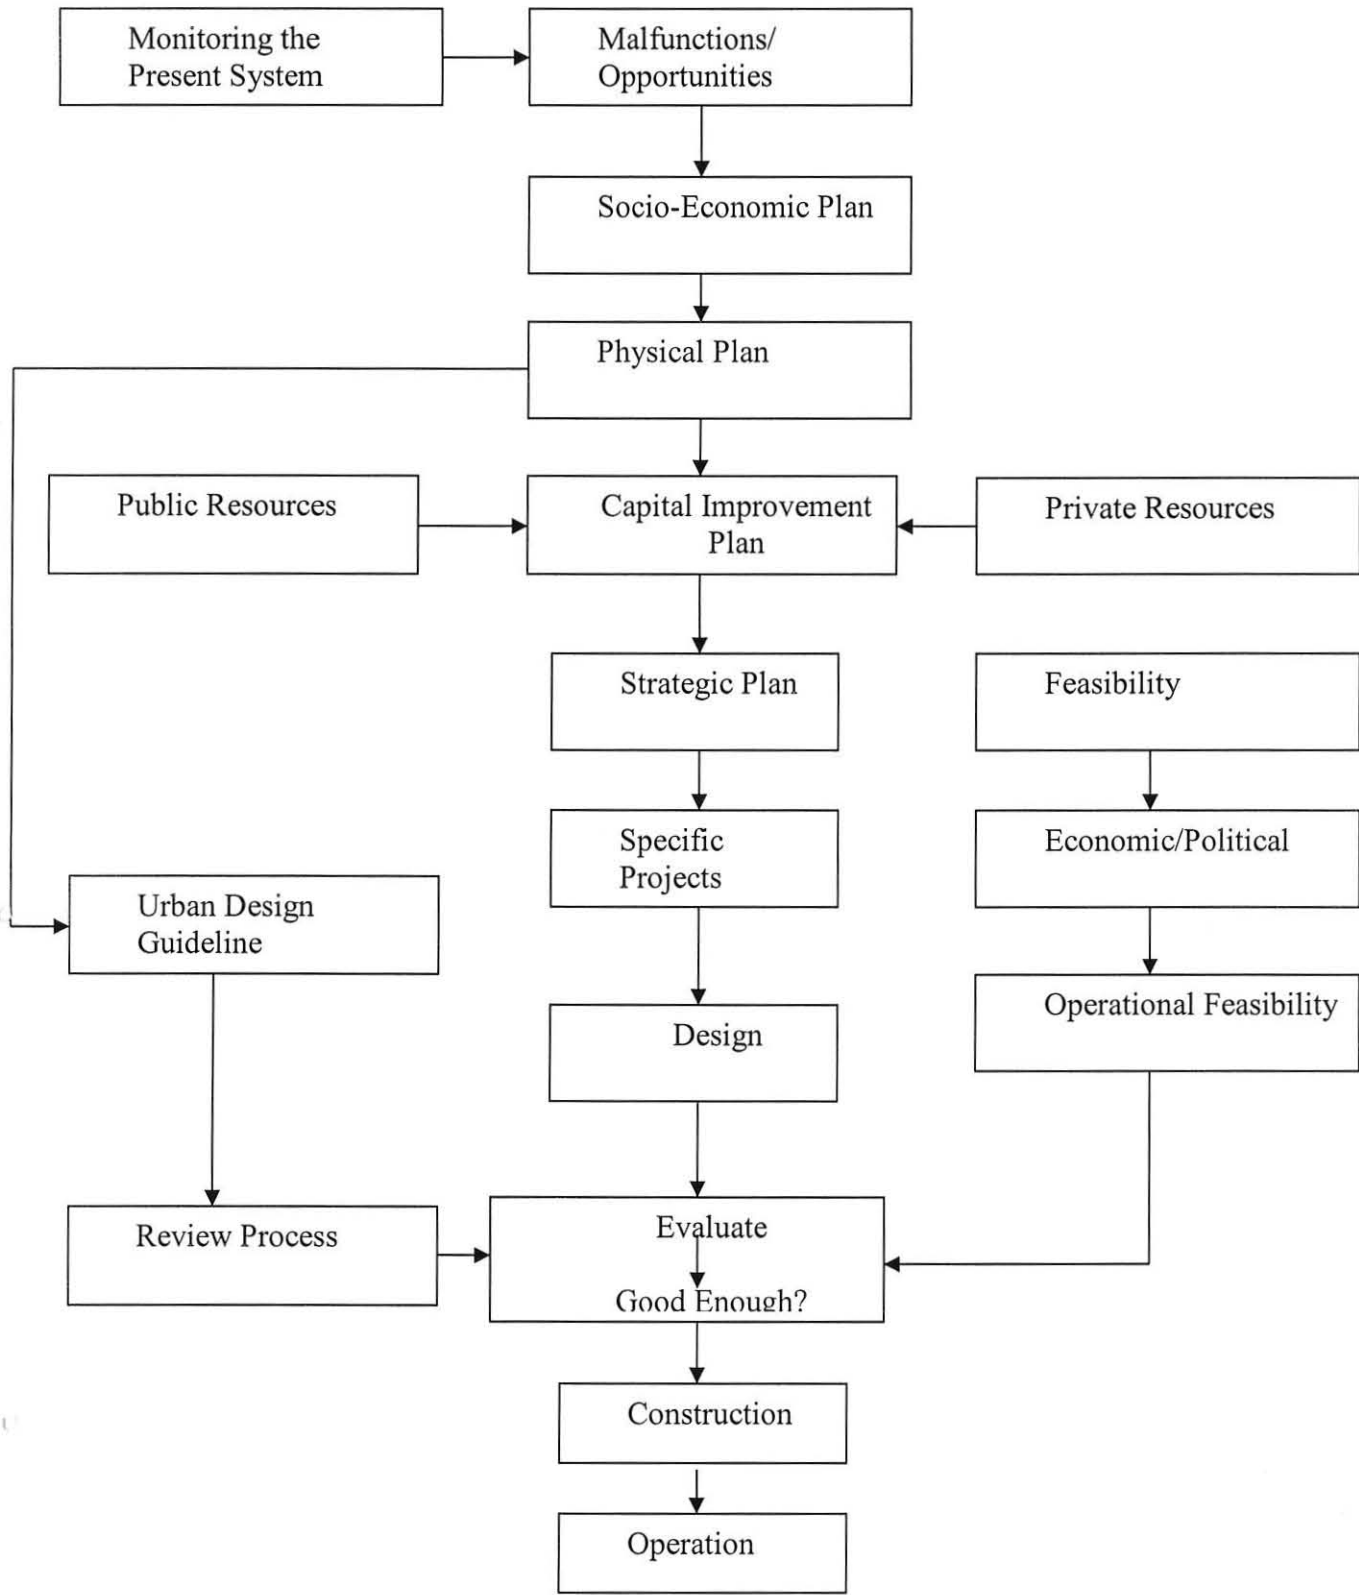 Monitoring the
Present System
Malfunctions/
Opportunities
Socio-Economic Plan
Physical Plan
Public Resources
Capital Improvement
Plan
Private Resources
Strategic Plan
Feasibility
Specific
Projects
Economic/Political
Urban Design
Guideline
Operational Feasibility
Design
Review Process
Evaluate
Good Enough?
Construction
Operation